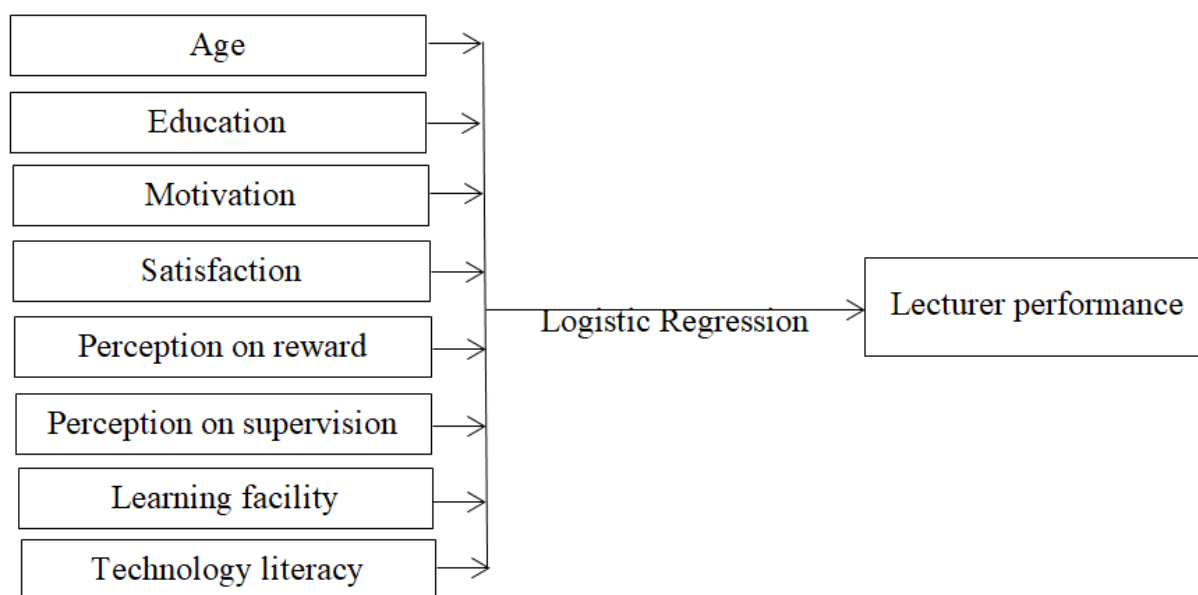 Age
Education
Motivation
Satisfaction
Perception on reward
Perception on supervision
Learning facility
Technology literacy
Logistic Regression
Lecturer performance